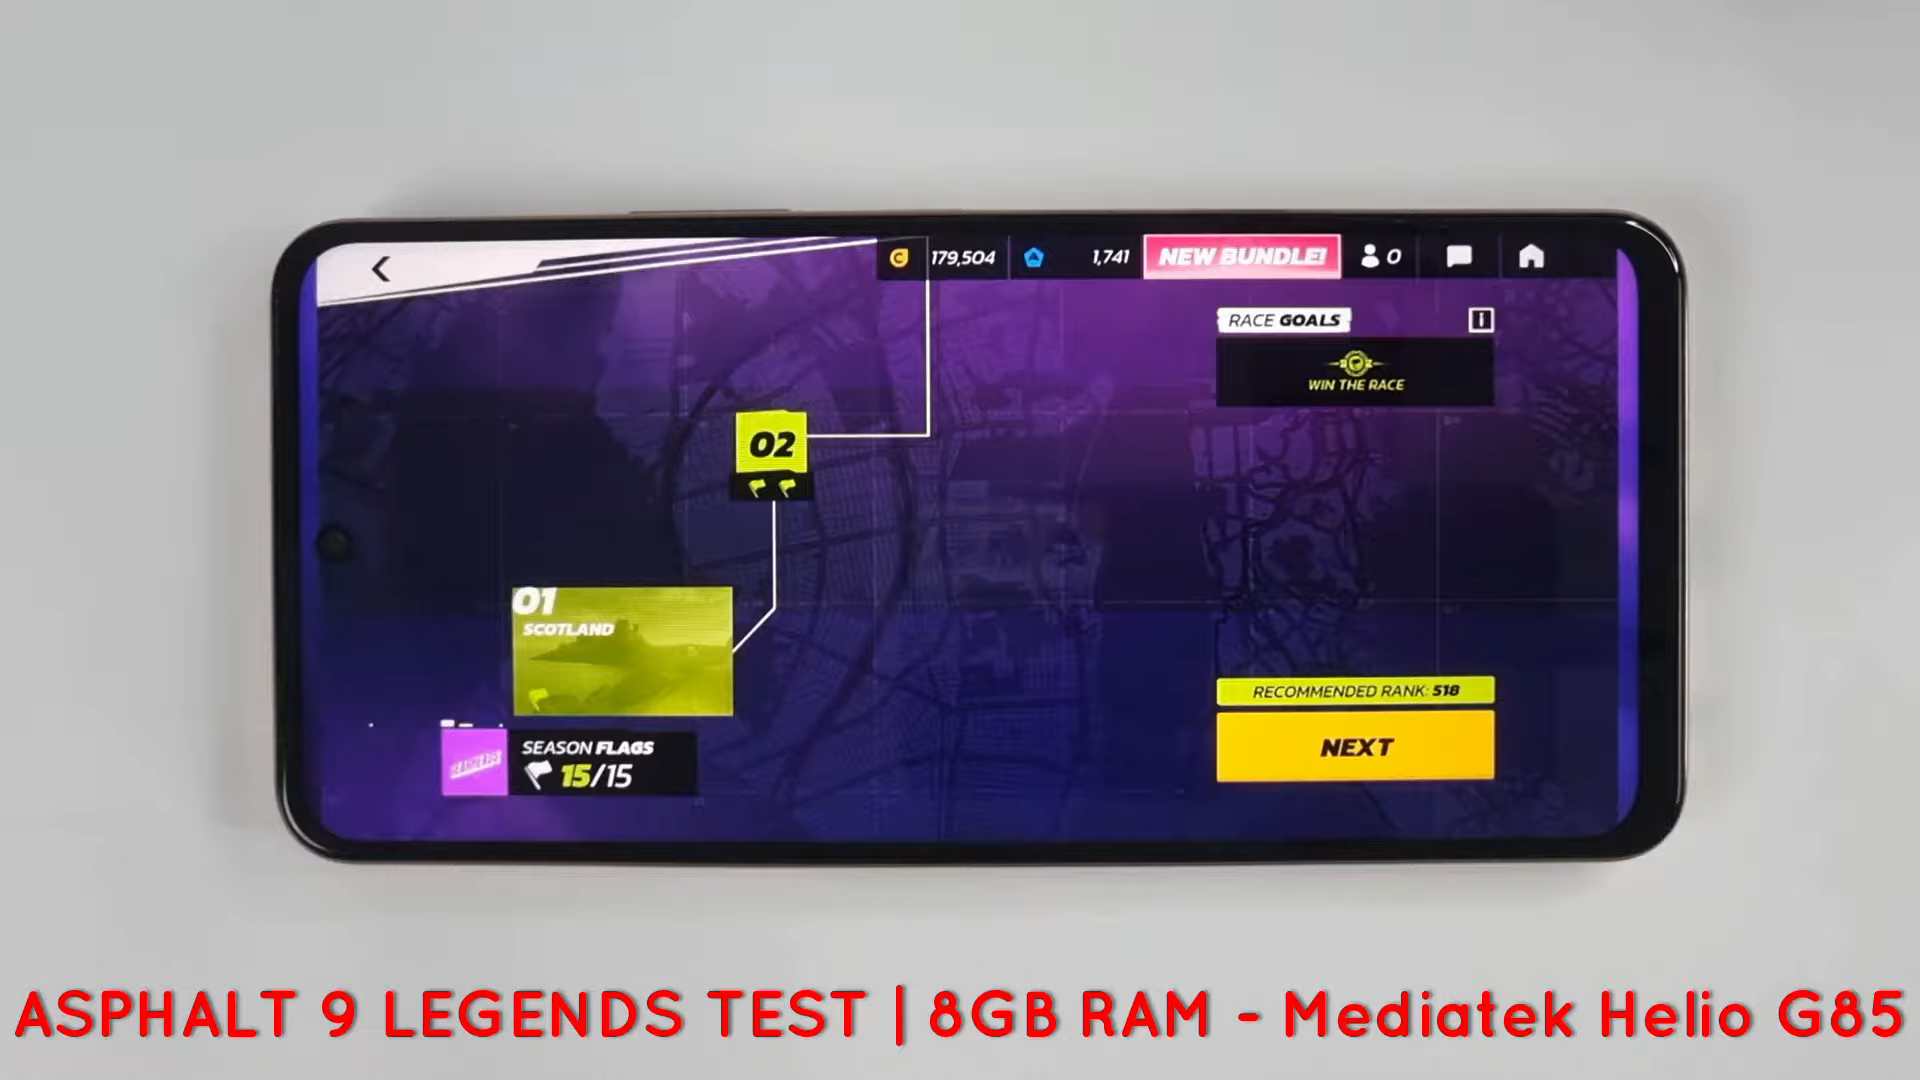 179,504
1,741
NEW BUNDLE!
0
RACE GOALS
i
WIN THE RACE
02
01
SCOTLAND
RECOMMENDED RANK: 518
NEXT
SEASON FLAGS
15/15
ASPHALT 9 LEGENDS TEST | 8GB RAM - Mediatek Helio G85